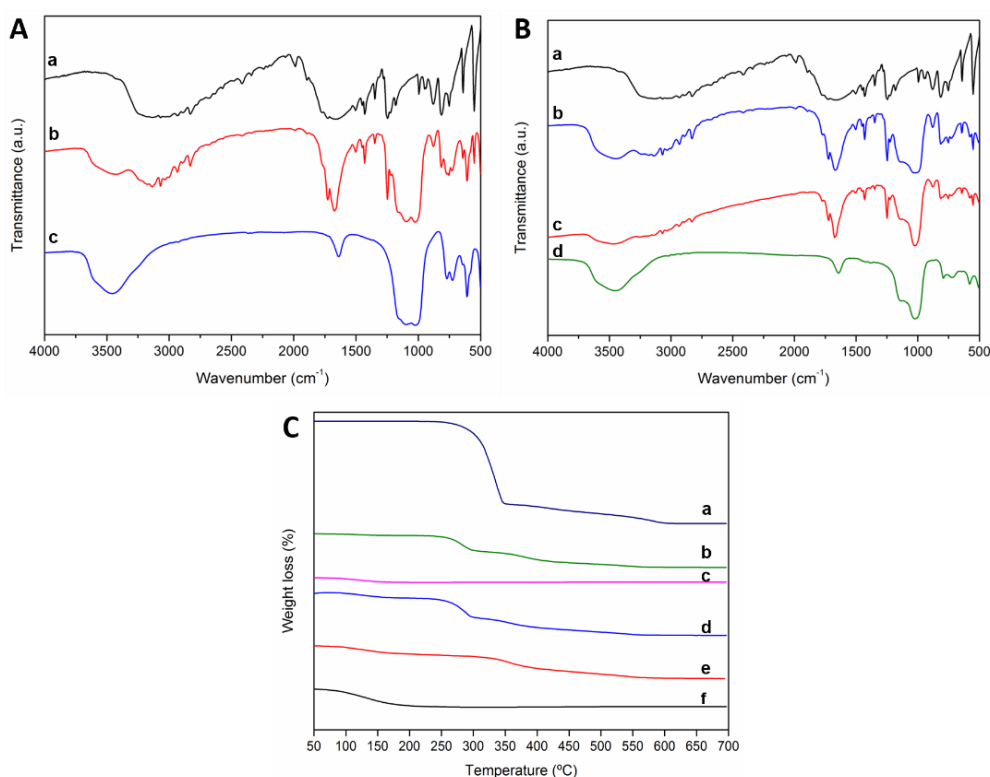 A
a
b
c
Transmittance (a.u.)
4000 3500 3000 2500 2000 1500 1000 500
Wavenumber (cm⁻¹)
B
a
b
c
d
Transmittance (a.u.)
4000 3500 3000 2500 2000 1500 1000 500
Wavenumber (cm⁻¹)
C
a
b
c
d
e
f
Weight loss (%)
50 100 150 200 250 300 350 400 450 500 550 600 650 700
Temperature (ºC)